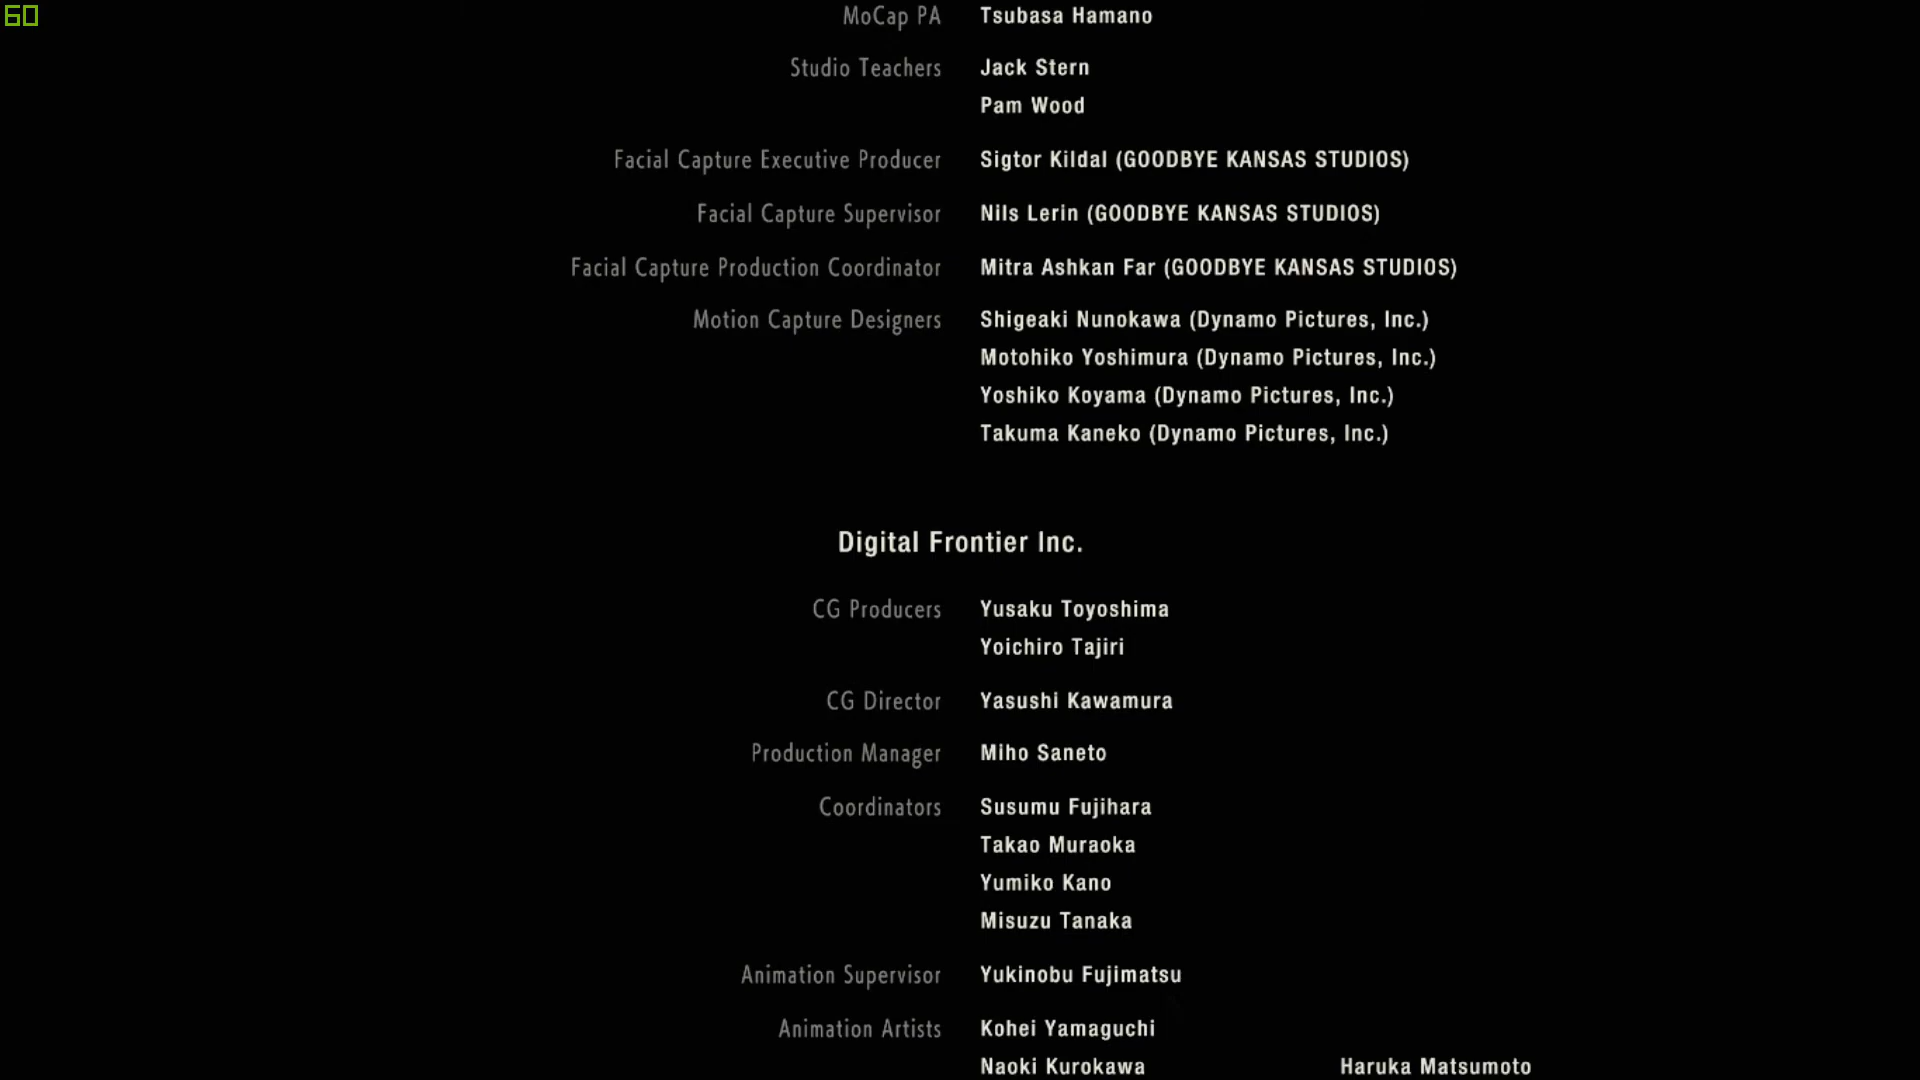 60
MoCap PA Tsubasa Hamano
Studio Teachers Jack Stern
Pam Wood
Facial Capture Executive Producer Sigtor Kildal (GOODBYE KANSAS STUDIOS)
Facial Capture Supervisor Nils Lerin (GOODBYE KANSAS STUDIOS)
Facial Capture Production Coordinator Mitra Ashkan Far (GOODBYE KANSAS STUDIOS)
Motion Capture Designers Shigeaki Nunokawa (Dynamo Pictures, Inc.)
Motohiko Yoshimura (Dynamo Pictures, Inc.)
Yoshiko Koyama (Dynamo Pictures, Inc.)
Takuma Kaneko (Dynamo Pictures, Inc.)
Digital Frontier Inc.
CG Producers Yusaku Toyoshima
Yoichiro Tajiri
CG Director Yasushi Kawamura
Production Manager Miho Saneto
Coordinators Susumu Fujihara
Takao Muraoka
Yumiko Kano
Misuzu Tanaka
Animation Supervisor Yukinobu Fujimatsu
Animation Artists Kohei Yamaguchi
Naoki Kurokawa Haruka Matsumoto